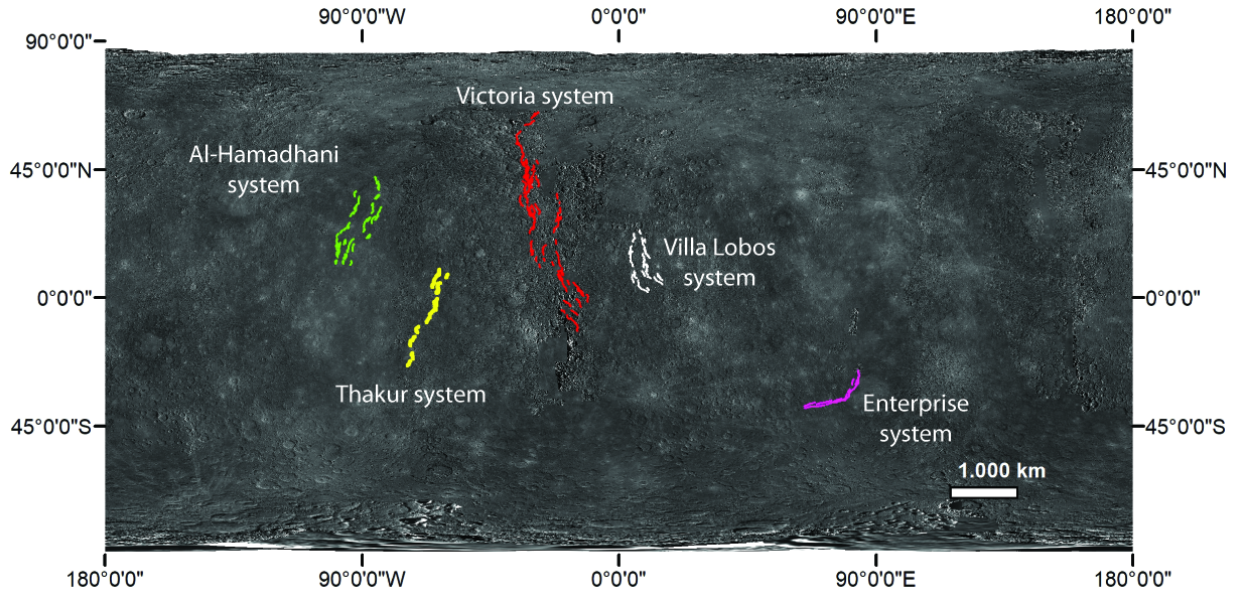 90°0'0"W 0°0'0" 90°0'0"E 180°0'0"
90°0'0"
Victoria system
Al-Hamadhani
system
45°0'0"N 45°0'0"N
Villa Lobos
system
0°0'0" 0°0'0"
Thakur system
Enterprise
system
45°0'0"S 45°0'0"S
1.000 km
180°0'0" 90°0'0"W 0°0'0" 90°0'0"E 180°0'0"